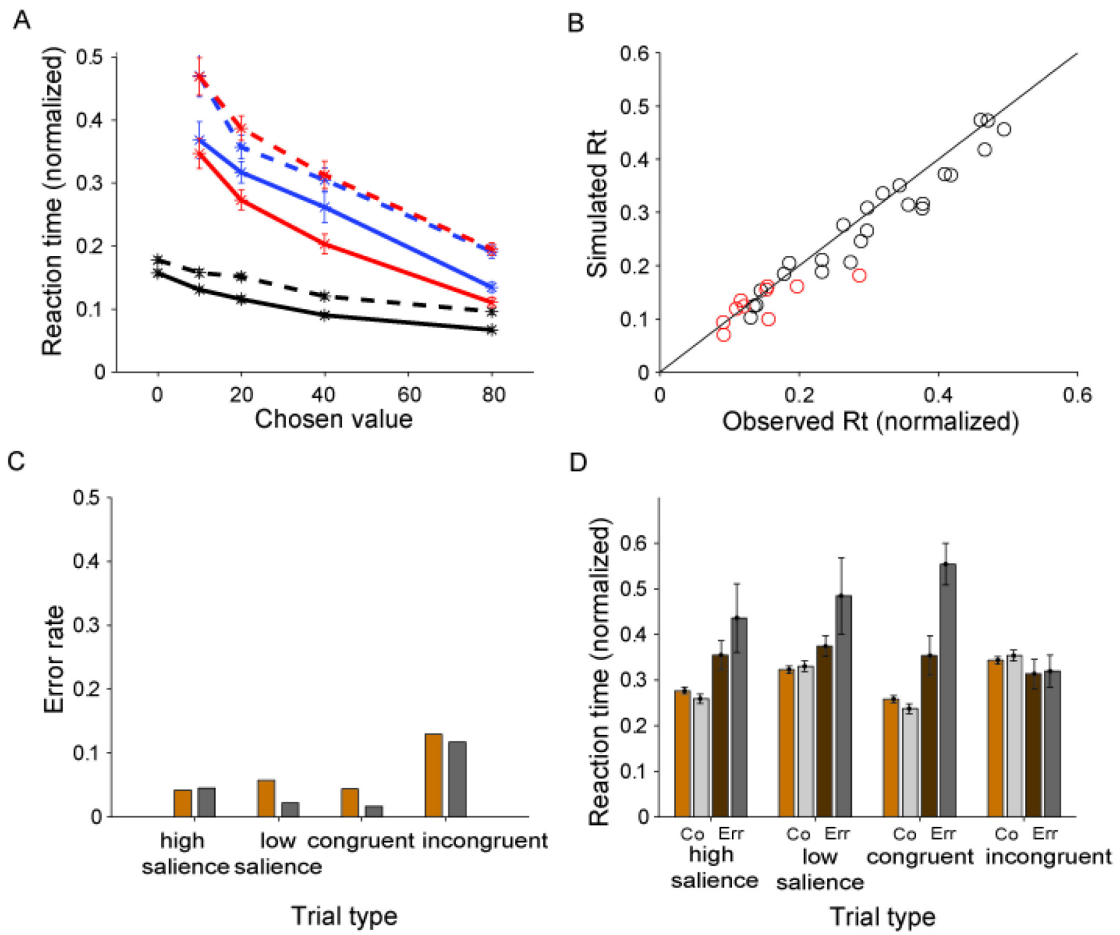 A
Reaction time (normalized)
0.5
0.4
0.3
0.2
0.1
0
0 20 40 60 80
Chosen value
B
Simulated Rt
0.6
0.5
0.4
0.3
0.2
0.1
0
0 0.2 0.4 0.6
Observed Rt (normalized)
C
Error rate
0.5
0.4
0.3
0.2
0.1
0
high low congruent incongruent
salience salience
Trial type
D
Reaction time (normalized)
0.6
0.5
0.4
0.3
0.2
0.1
0
Co Err Co Err Co Err Co Err
high low congruent incongruent
salience salience
Trial type